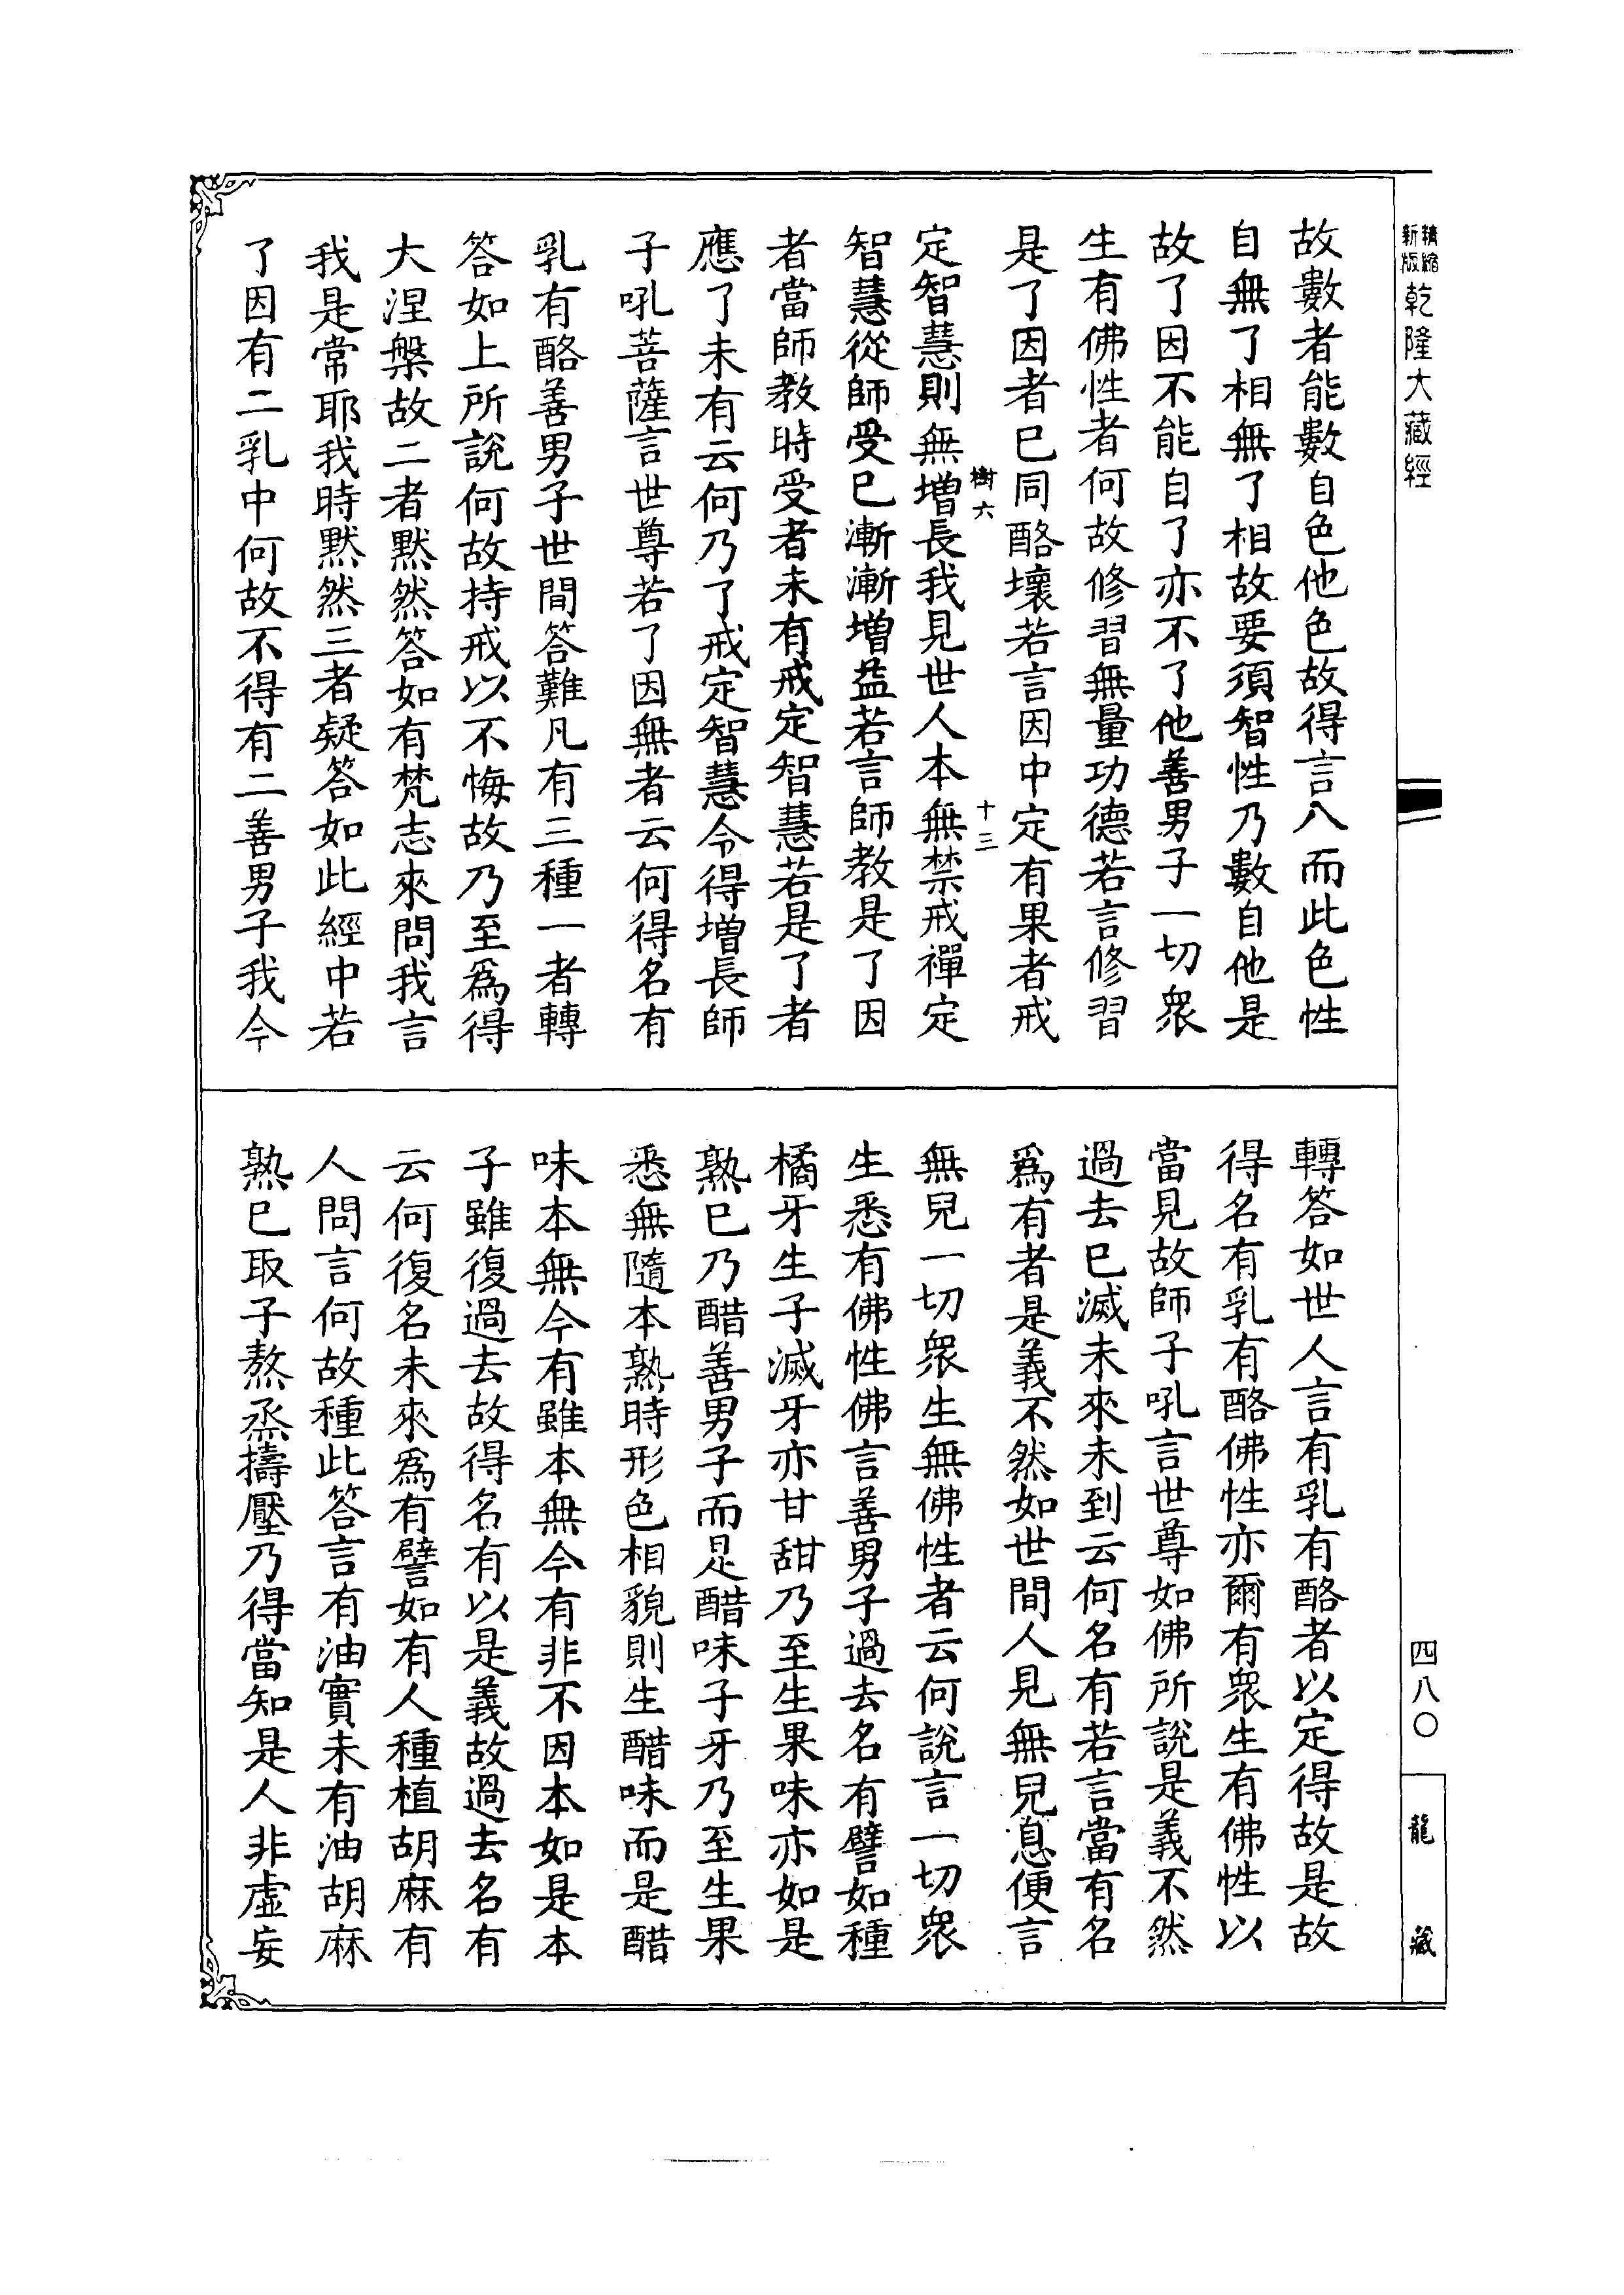 精縮新版乾隆大藏經
故數者能數自色他色故得言八而此色性
自無了相無了相故要須智性乃數自他是
故了因不能自了亦不了他善男子一切衆
生有佛性者何故修習無量功德若言修習
是了因者巳同酪壞若言因中定有果者戒
樹六
十三
定智慧則無增長我見世人本無禁戒禪定
智慧從師受巳漸漸增益若言師教是了因
者當師教時受者未有戒定智慧若是了者
應了未有云何乃了戒定智慧令得增長師
子吼菩薩言世尊若了因無者云何得名有
乳有酪善男子世間答難凡有三種一者轉
答如上所說何故持戒以不悔故乃至爲得
大涅槃故二者默然答如有梵志來問我言
我是常耶我時默然三者疑答如此經中若
了因有二乳中何故不得有二善男子我今
轉答如世人言有乳有酪者以定得故是故
得名有乳有酪佛性亦爾有衆生有佛性以
當見故師子吼言世尊如佛所說是義不然
過去巳滅未來未到云何名有若言當有名
爲有者是義不然如世間人見無兒息便言
無兒一切衆生無佛性者云何說言一切衆
生悉有佛性佛言善男子過去名有譬如種
橘牙生子滅牙亦甘甜乃至生果味亦如是
熟巳乃醋善男子而是醋味子牙乃至生果
悉無隨本熟時形色相貌則生醋味而是醋
味本無今有雖本無今有非不因本如是本
子雖復過去故得名有以是義故過去名有
云何復名未來爲有譬如有人種植胡麻有
人問言何故種此答言有油實未有油胡麻
熟巳取子熬烝擣壓乃得當知是人非虛妄
四八〇
龍藏